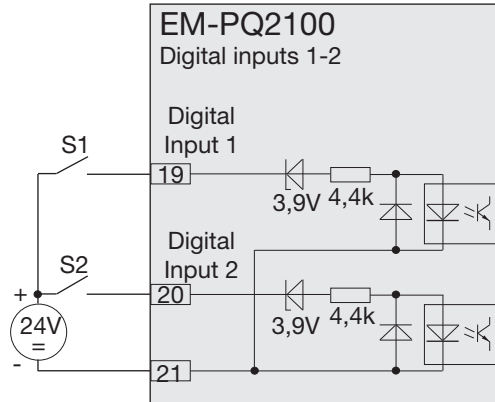 EM-PQ2100
Digital inputs 1-2
Digital
Input 1
S1
19
3,9V
4,4k
Digital
Input 2
S2
20
3,9V
4,4k
+
24V
=
-
21